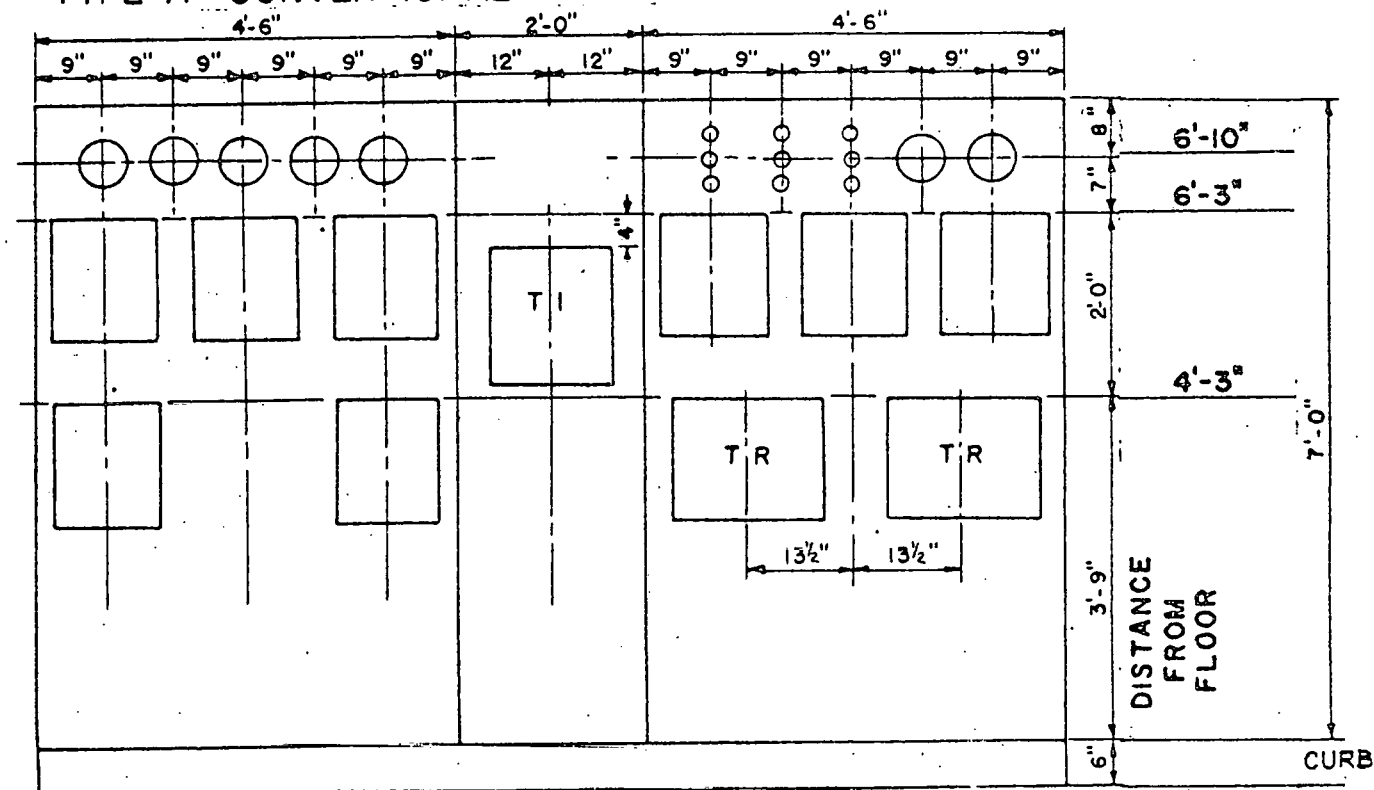 4'-6" 2'-0" 4'-6"
9" 9" 9" 9" 9" 9" 12" 12" 9" 9" 9" 9" 9" 9"
8"
6'-10"
7"
6'-3"
4"
T I
2'-0"
4'-3"
7'-0"
T R T R
13½" 13½"
3'-9"
DISTANCE
FROM
FLOOR
6"
CURB